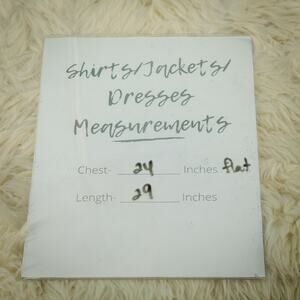 Shirts/Jackets/
Dresses
Measurements
Chest- 24 Inches flat
Length- 29 Inches